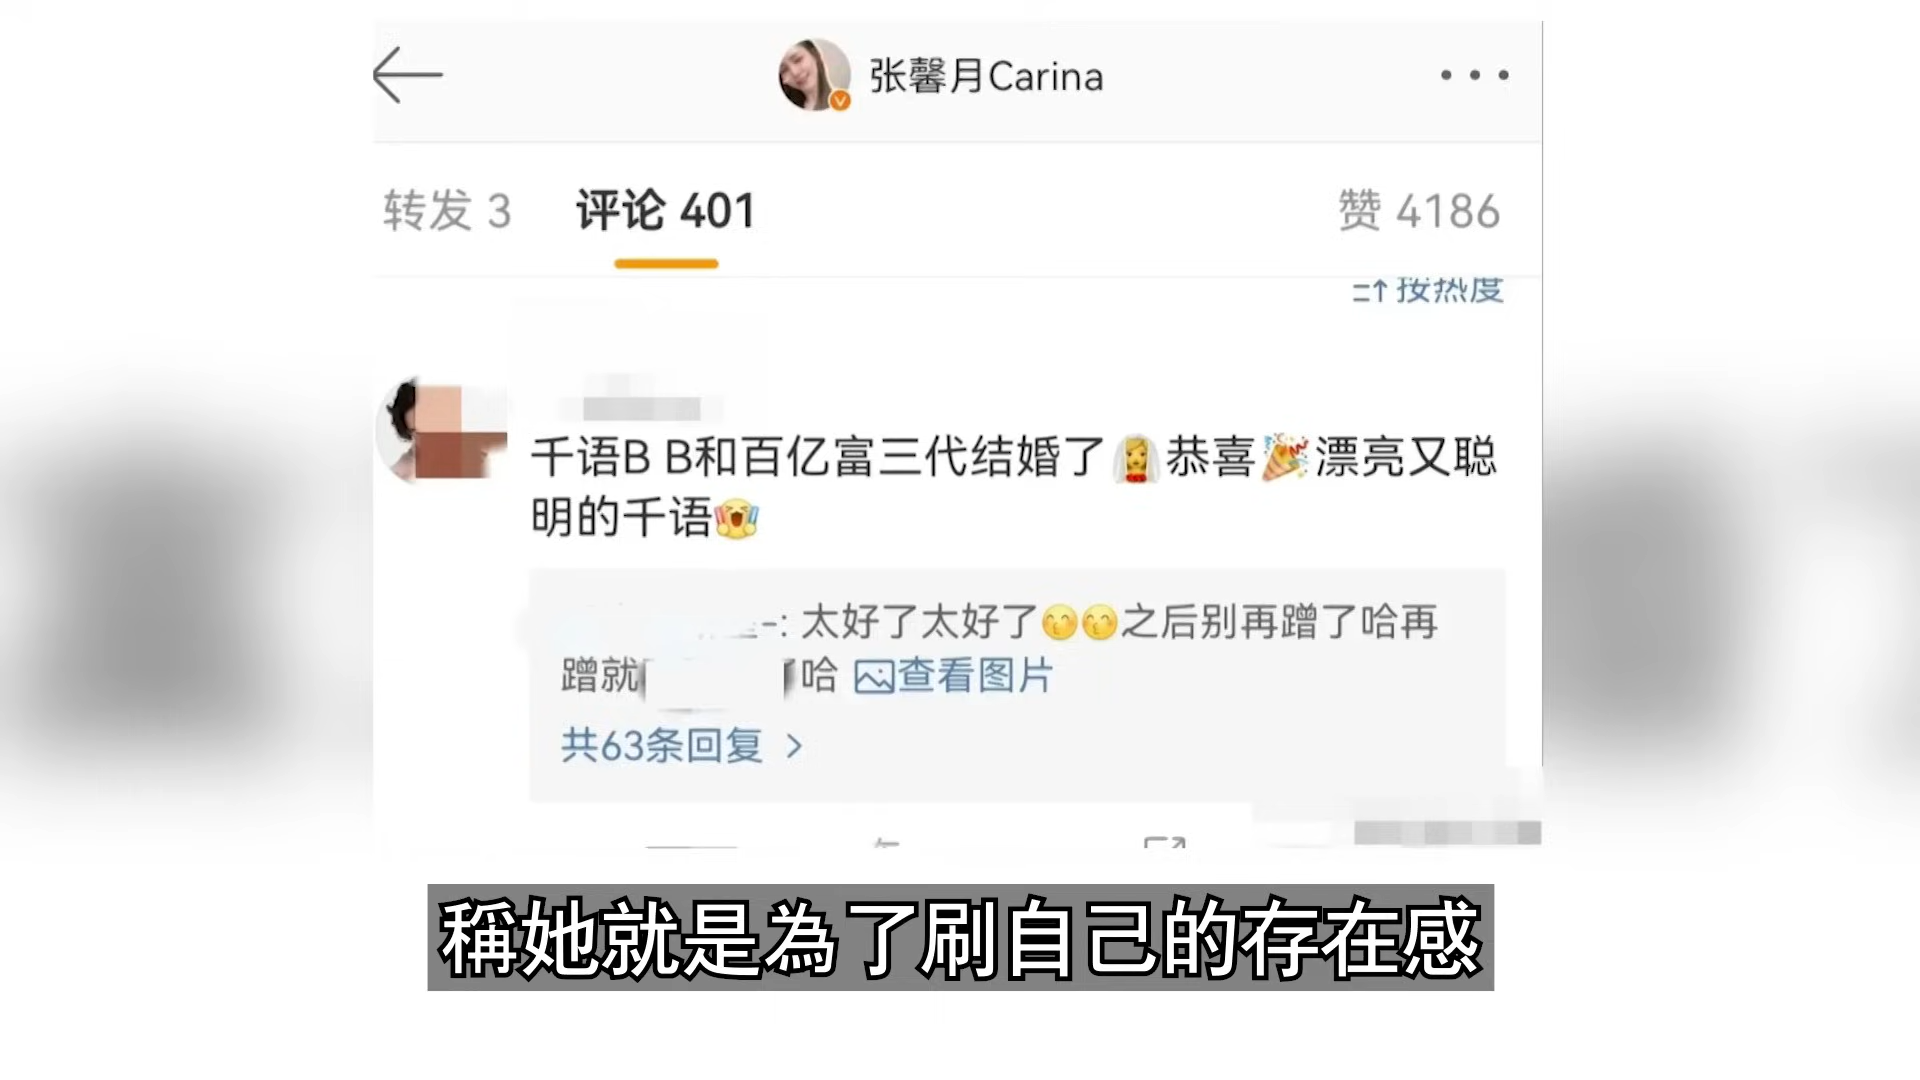 张馨月Carina
转发 3 评论 401 赞 4186
按热度
千语B B和百亿富三代结婚了👰恭喜🎉漂亮又聪
明的千语
: 太好了太好了😙😙之后别再蹭了哈再
蹭就 哈 查看图片
共63条回复 >
稱她就是為了刷自己的存在感